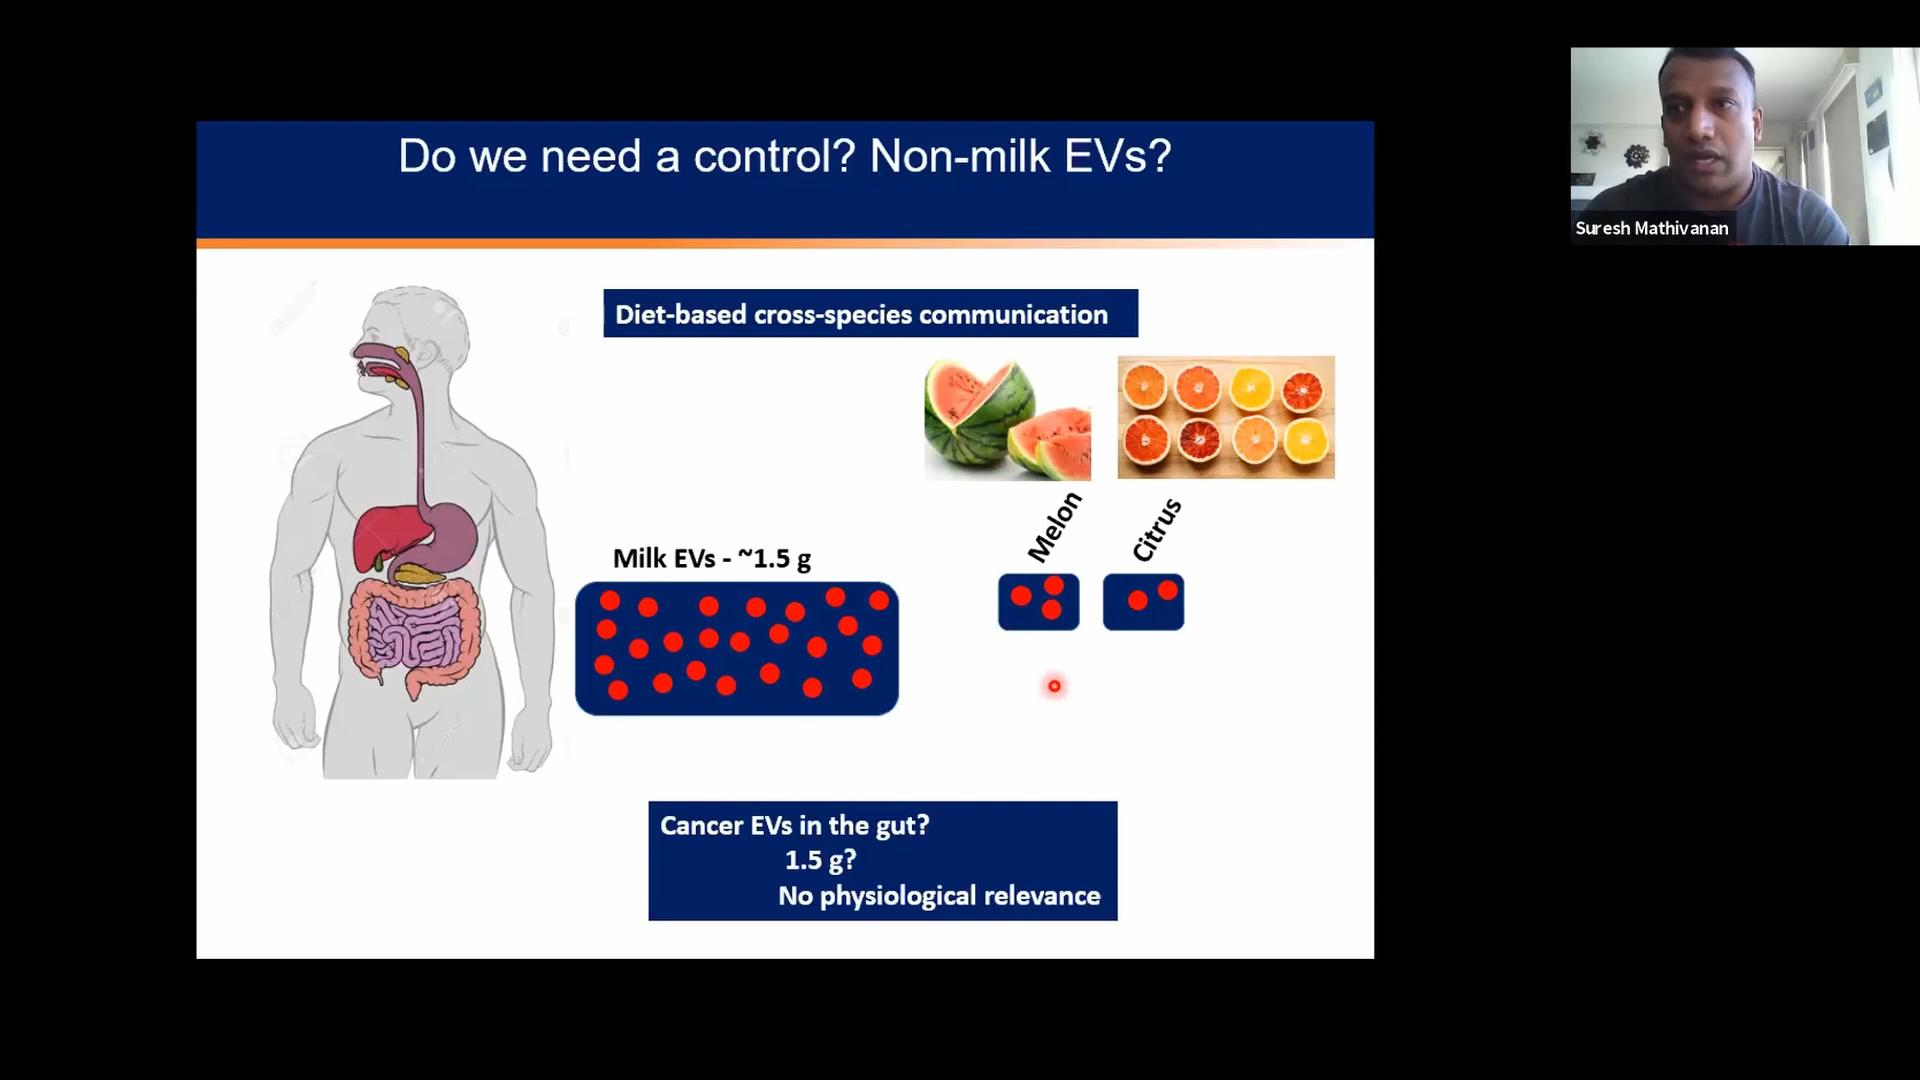 Do we need a control? Non-milk EVs?
Suresh Mathivanan
Diet-based cross-species communication
Melon
Citrus
Milk EVs - ~1.5 g
Cancer EVs in the gut?
1.5 g?
No physiological relevance